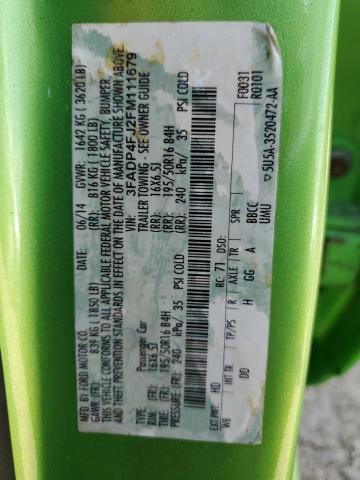 MFD. BY FORD MOTOR CO.
06/14 GVWR: 1642 KG ( 3620 LB)
GAWR:(FR): 839 KG ( 1850 LB) (RR): 816 KG ( 1800 LB)
CONFORMS TO ALL APPLICABLE FEDERAL MOTOR VEHICLE SAFETY, BUMPER,
AND THEFT PREVENTION STANDARDS IN EFFECT ON THE DATE OF MANUFACTURE SHOWN ABOVE.
VIN: 3FADP4FJ2FM111679
Passenger Car TRAILER TOWING - SEE OWNER GUIDE
RIM: (FR): 16X6.5J (RR): 16X6.5J
TIRE: (FR): 195/50R16 84H (RR): 195/50R16 84H
PRESSURE: (FR): 240 kPa/ 35 PSI COLD (RR): 240 kPa/ 35 PSI COLD
F0031
R0101
RC: 71 DSO:
EXT PNT: HD SPR BBCC UMU
WB INT TR TP/PS R AXLE TR
DD H GG A
5U5A-3520472-AA